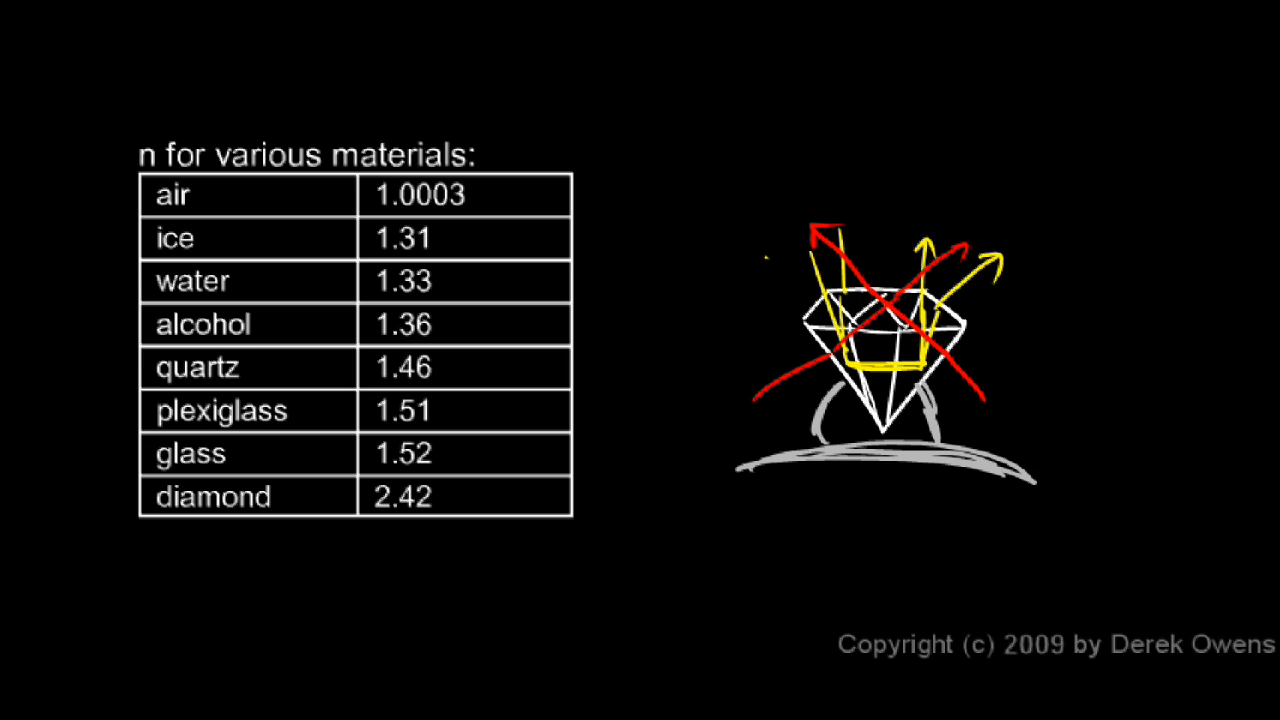 n for various materials:
air 1.0003
ice 1.31
water 1.33
alcohol 1.36
quartz 1.46
plexiglass 1.51
glass 1.52
diamond 2.42
Copyright (c) 2009 by Derek Owens